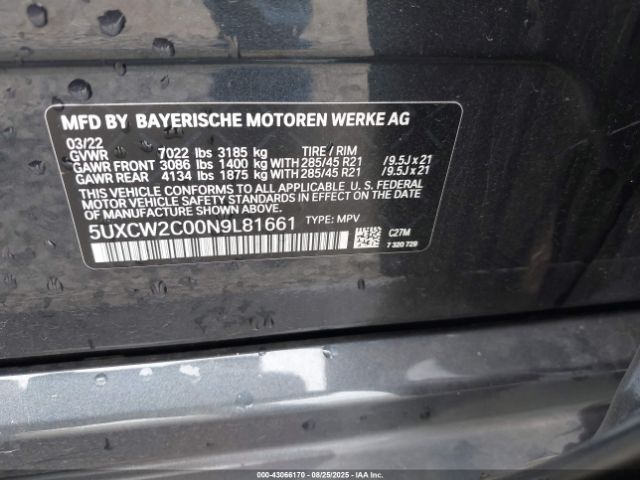 MFD BY BAYERISCHE MOTOREN WERKE AG
03/22
GVWR 7022 lbs 3185 kg TIRE / RIM
GAWR FRONT 3086 lbs 1400 kg WITH 285/45 R21 /9.5J x 21
GAWR REAR 4134 lbs 1875 kg WITH 285/45 R21 /9.5J x 21
THIS VEHICLE CONFORMS TO ALL APPLICABLE U. S. FEDERAL
MOTOR VEHICLE SAFETY STANDARDS IN EFFECT ON
THE DATE OF MANUFACTURE SHOWN ABOVE.
5UXCW2C00N9L81661 TYPE: MPV
C27M
7 320 729
000-43066170 - 08/25/2025 - COPYRIGHT IAA, LLC.